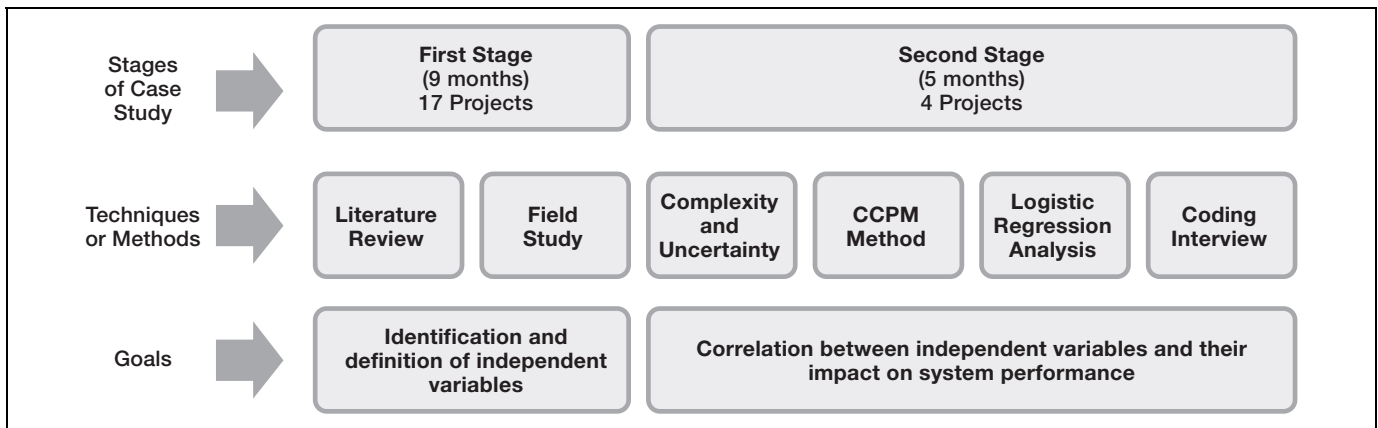 Stages
of Case
Study
First Stage
(9 months)
17 Projects
Second Stage
(5 months)
4 Projects
Techniques
or Methods
Literature
Review
Field
Study
Complexity
and
Uncertainty
CCPM
Method
Logistic
Regression
Analysis
Coding
Interview
Goals
Identification and
definition of independent
variables
Correlation between independent variables and their
impact on system performance